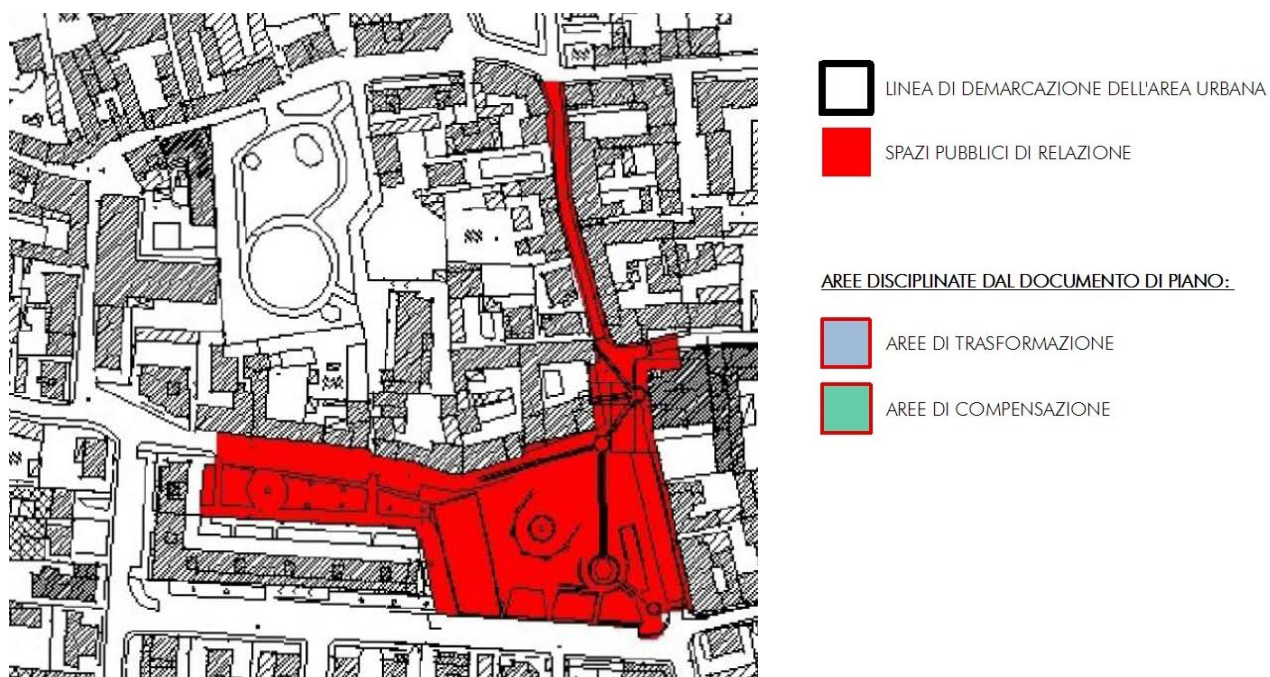 LINEA DI DEMARCAZIONE DELL'AREA URBANA
SPAZI PUBBLICI DI RELAZIONE
AREE DISCIPLINATE DAL DOCUMENTO DI PIANO:
AREE DI TRASFORMAZIONE
AREE DI COMPENSAZIONE